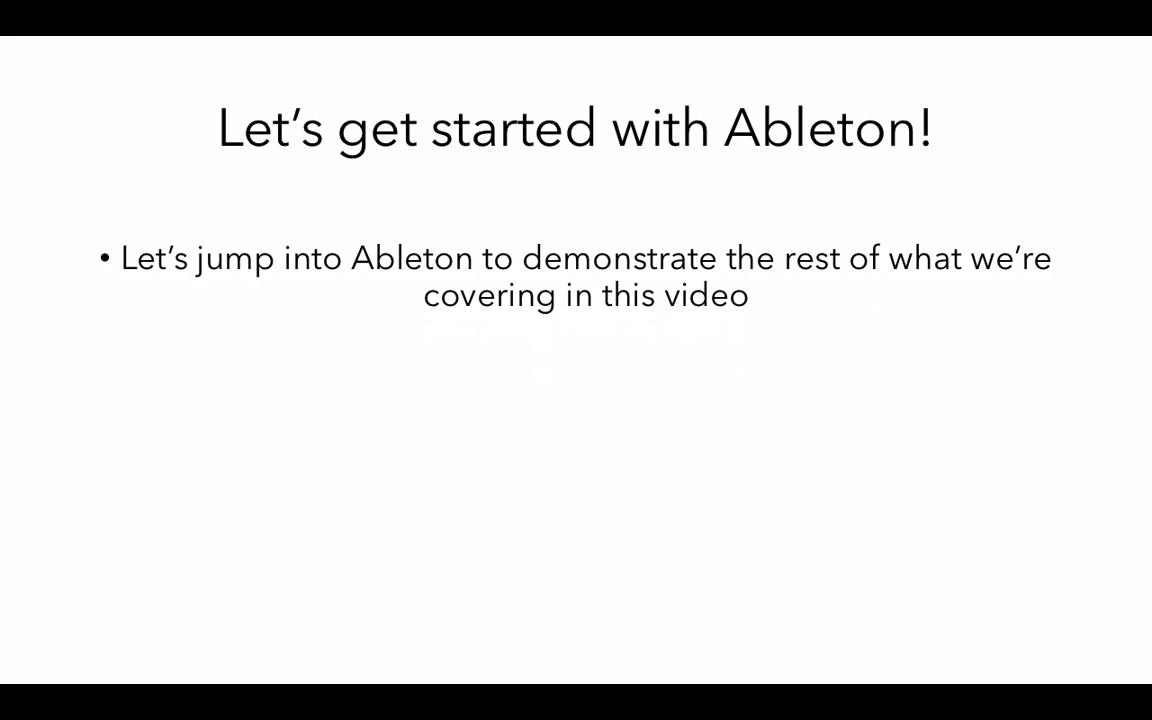 Let’s get started with Ableton!
• Let’s jump into Ableton to demonstrate the rest of what we’re
covering in this video